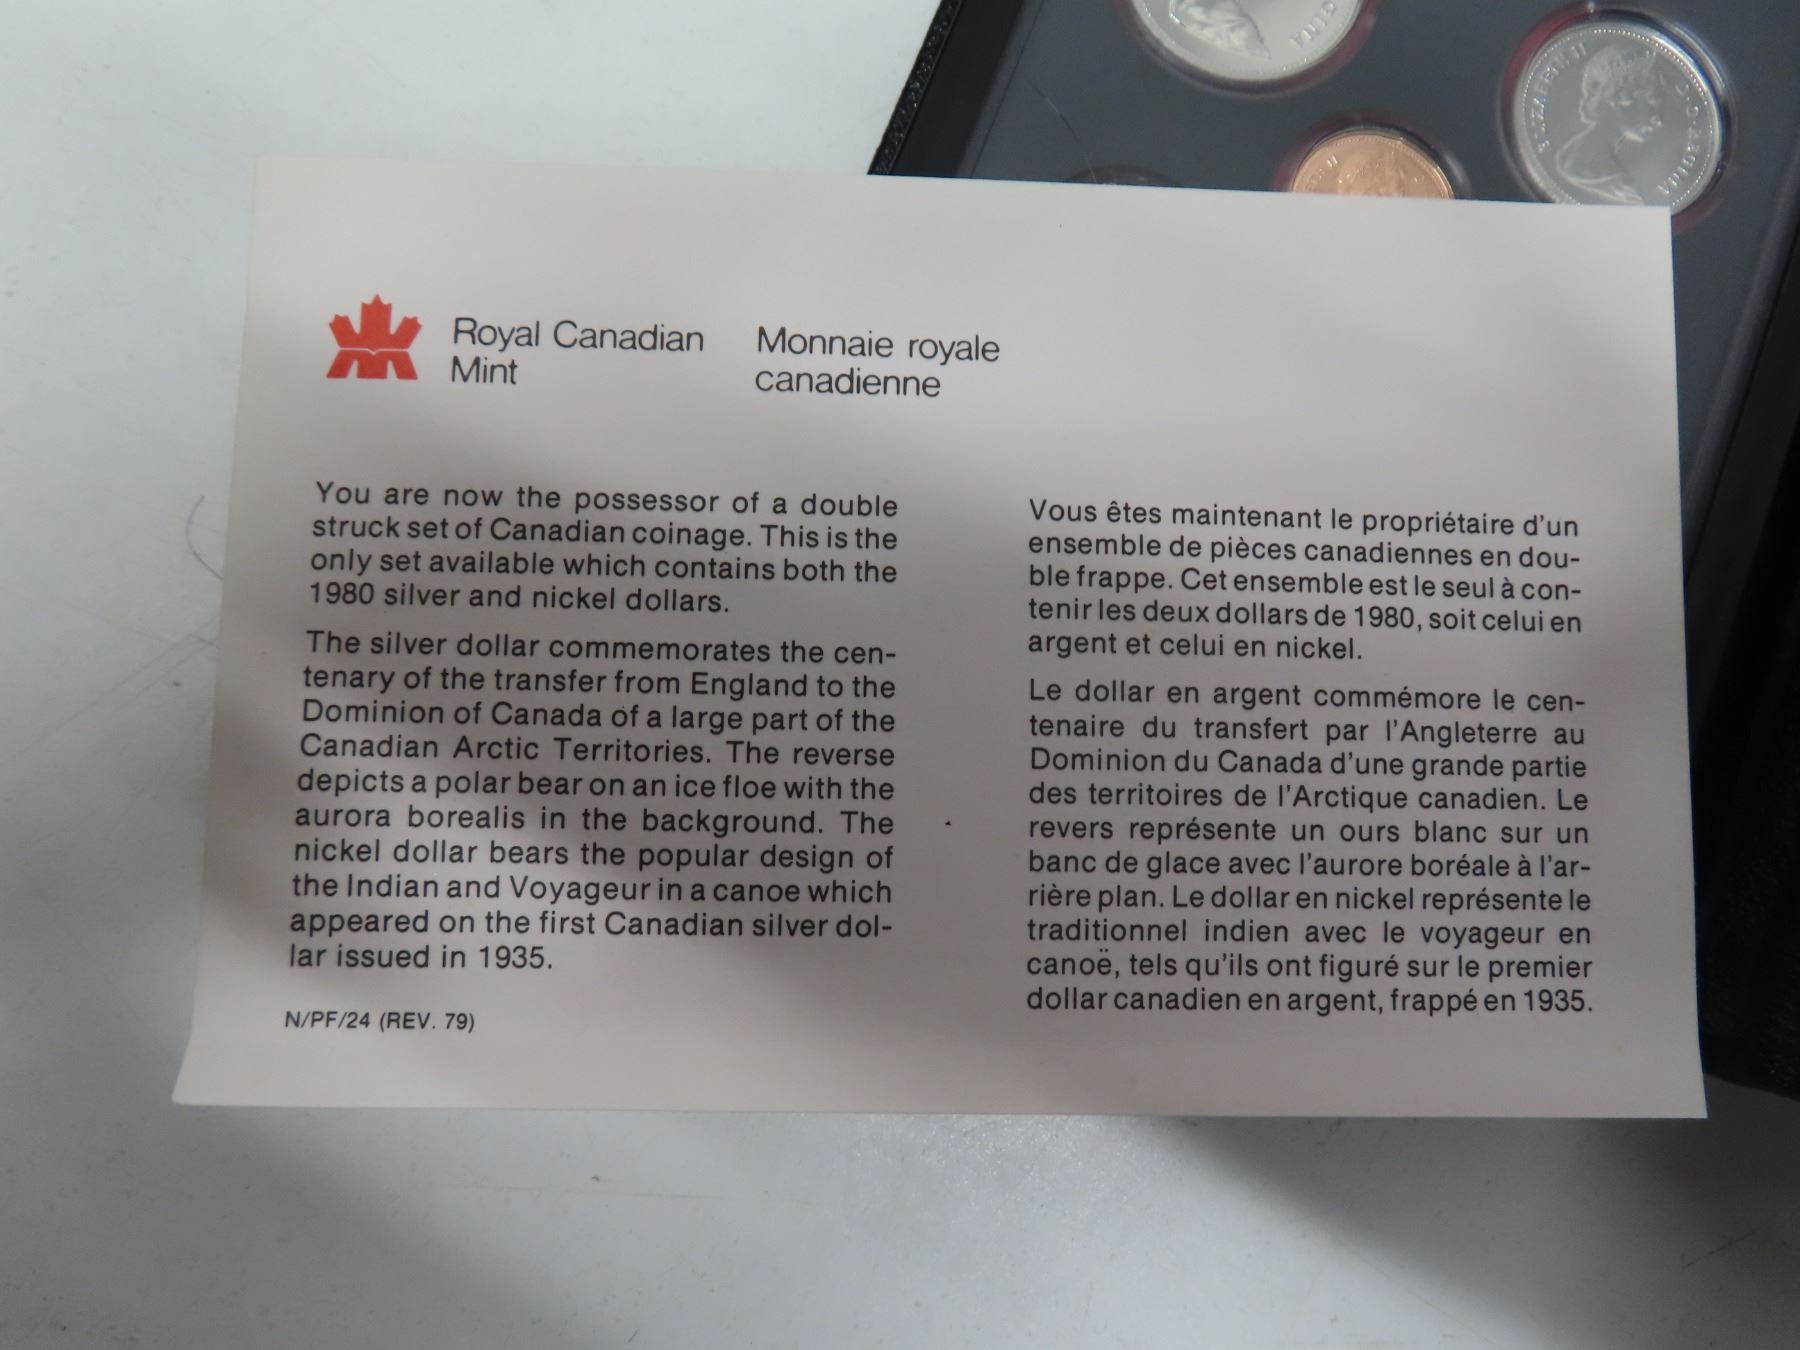 ELIZABETH II D·G·REGINA
Royal Canadian
Mint
Monnaie royale
canadienne
You are now the possessor of a double
struck set of Canadian coinage. This is the
only set available which contains both the
1980 silver and nickel dollars.
The silver dollar commemorates the cen-
tenary of the transfer from England to the
Dominion of Canada of a large part of the
Canadian Arctic Territories. The reverse
depicts a polar bear on an ice floe with the
aurora borealis in the background. The
nickel dollar bears the popular design of
the Indian and Voyageur in a canoe which
appeared on the first Canadian silver dol-
lar issued in 1935.
N/PF/24 (REV. 79)
Vous êtes maintenant le propriétaire d'un
ensemble de pièces canadiennes en dou-
ble frappe. Cet ensemble est le seul à con-
tenir les deux dollars de 1980, soit celui en
argent et celui en nickel.
Le dollar en argent commémore le cen-
tenaire du transfert par l'Angleterre au
Dominion du Canada d'une grande partie
des territoires de l'Arctique canadien. Le
revers représente un ours blanc sur un
banc de glace avec l'aurore boréale à l'ar-
rière plan. Le dollar en nickel représente le
traditionnel indien avec le voyageur en
canoë, tels qu'ils ont figuré sur le premier
dollar canadien en argent, frappé en 1935.